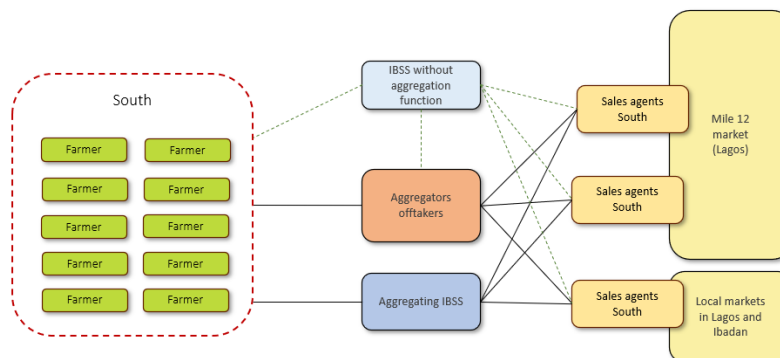 South
Farmer
Farmer
Farmer
Farmer
Farmer
Farmer
Farmer
Farmer
Farmer
Farmer
IBSS without
aggregation
function
Aggregators
offtakers
Aggregating IBSS
Sales agents
South
Sales agents
South
Sales agents
South
Mile 12
market
(Lagos)
Local markets
in Lagos and
Ibadan